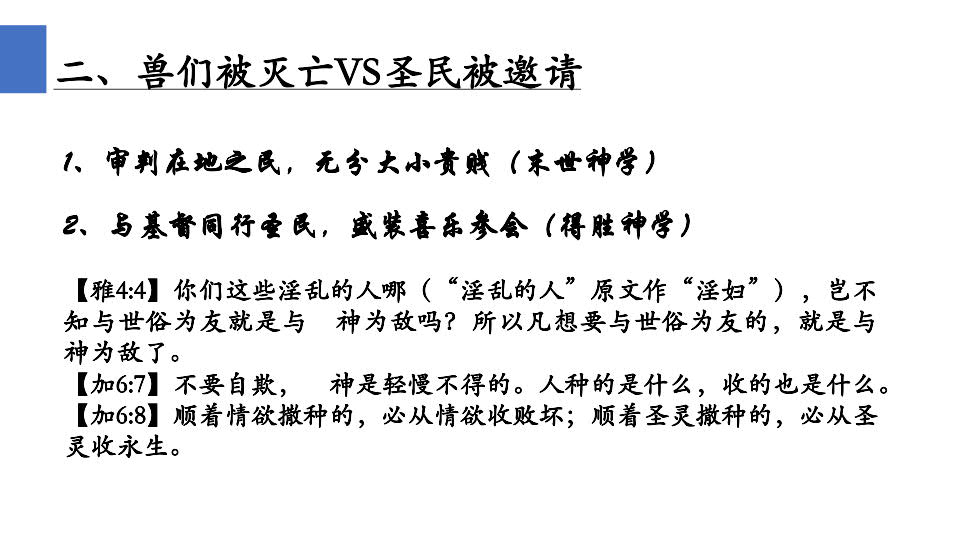 二、兽们被灭亡VS圣民被邀请
1、审判在地之民，无分大小贵贱（末世神学）
2、与基督同行圣民，盛装喜乐参会（得胜神学）
【雅4:4】你们这些淫乱的人哪（“淫乱的人”原文作“淫妇”），岂不
知与世俗为友就是与　神为敌吗？所以凡想要与世俗为友的，就是与
神为敌了。
【加6:7】不要自欺，　神是轻慢不得的。人种的是什么，收的也是什么。
【加6:8】顺着情欲撒种的，必从情欲收败坏；顺着圣灵撒种的，必从圣
灵收永生。